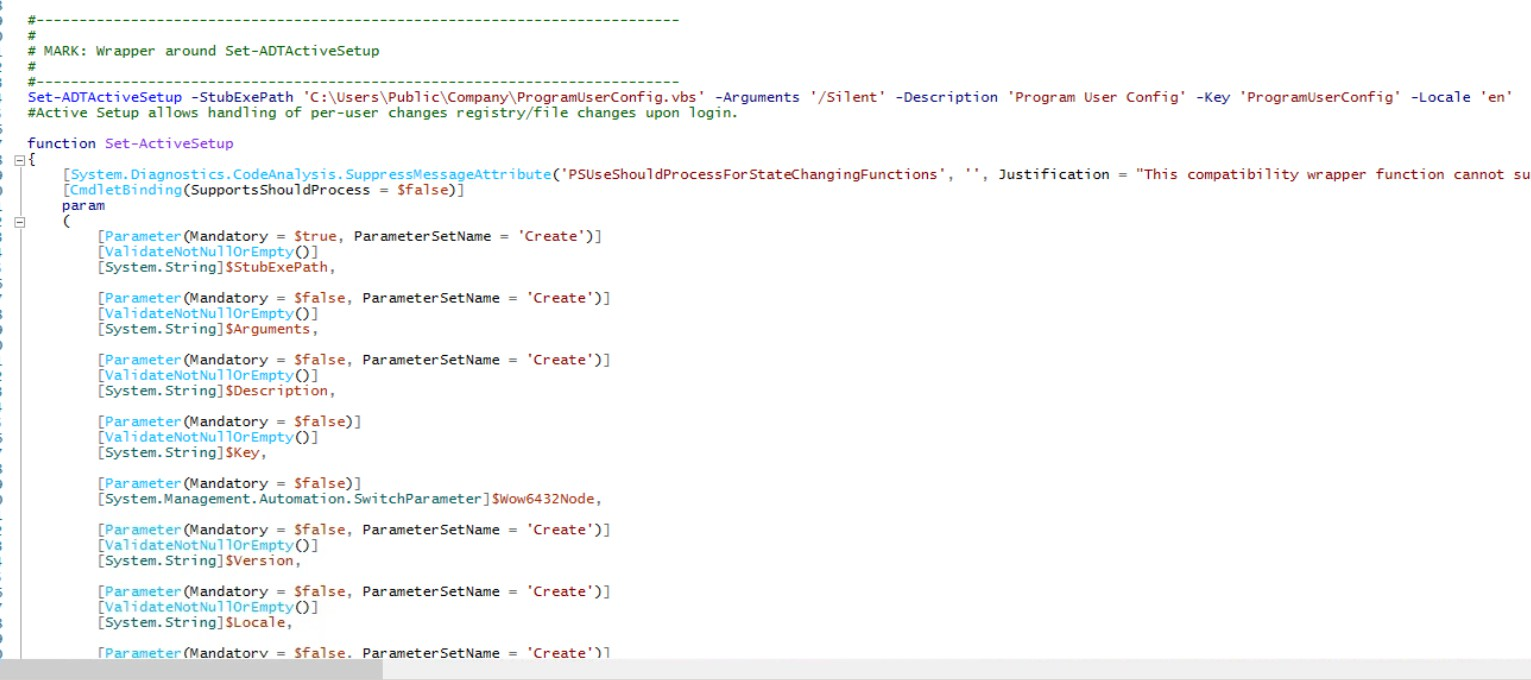 #---------------------------------------------------------------------------
#
# MARK: Wrapper around Set-ADTActiveSetup
#
#---------------------------------------------------------------------------
Set-ADTActiveSetup -StubExePath 'C:\Users\Public\Company\ProgramUserConfig.vbs' -Arguments '/Silent' -Description 'Program User Config' -Key 'ProgramUserConfig' -Locale 'en'
#Active Setup allows handling of per-user changes registry/file changes upon login.
function Set-ActiveSetup
{
[System.Diagnostics.CodeAnalysis.SuppressMessageAttribute('PSUseShouldProcessForStateChangingFunctions', '', Justification = "This compatibility wrapper function cannot su
[CmdletBinding(SupportsShouldProcess = $false)]
param
(
[Parameter(Mandatory = $true, ParameterSetName = 'Create')]
[ValidateNotNullOrEmpty()]
[System.String]$StubExePath,
[Parameter(Mandatory = $false, ParameterSetName = 'Create')]
[ValidateNotNullOrEmpty()]
[System.String]$Arguments,
[Parameter(Mandatory = $false, ParameterSetName = 'Create')]
[ValidateNotNullOrEmpty()]
[System.String]$Description,
[Parameter(Mandatory = $false)]
[ValidateNotNullOrEmpty()]
[System.String]$Key,
[Parameter(Mandatory = $false)]
[System.Management.Automation.SwitchParameter]$Wow6432Node,
[Parameter(Mandatory = $false, ParameterSetName = 'Create')]
[ValidateNotNullOrEmpty()]
[System.String]$Version,
[Parameter(Mandatory = $false, ParameterSetName = 'Create')]
[ValidateNotNullOrEmpty()]
[System.String]$Locale,
[Parameter(Mandatory = $false, ParameterSetName = 'Create')]